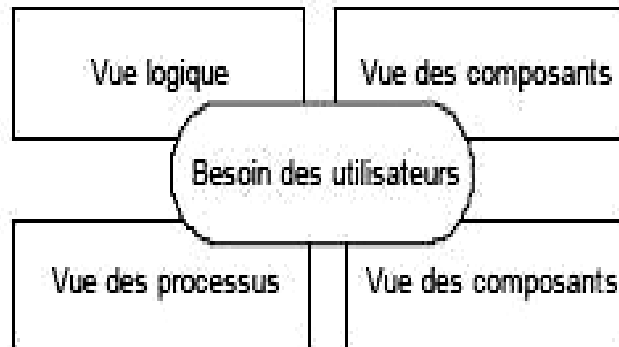 Vue logique
Vue des composants
Besoin des utilisateurs
Vue des processus
Vue des composants